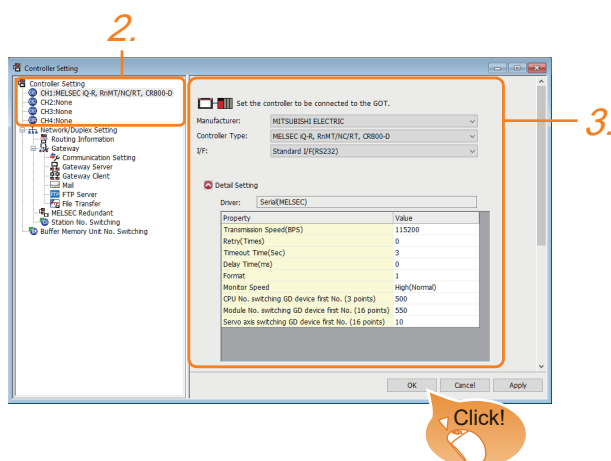 2.
Controller Setting
Controller Setting
CH1:MELSEC iQ-R, RnMT/NC/RT, CR800-D
CH2:None
CH3:None
CH4:None
Network/Duplex Setting
Routing Information
Gateway
Communication Setting
Gateway Server
Gateway Client
Mail
FTP Server
File Transfer
MELSEC Redundant
Station No. Switching
Buffer Memory Unit No. Switching
Set the controller to be connected to the GOT.
Manufacturer: MITSUBISHI ELECTRIC
Controller Type: MELSEC iQ-R, RnMT/NC/RT, CR800-D
I/F: Standard I/F(RS232)
3.
Detail Setting
Driver: Serial(MELSEC)
Property Value
Transmission Speed(BPS) 115200
Retry(Times) 0
Timeout Time(Sec) 3
Delay Time(ms) 0
Format 1
Monitor Speed High(Normal)
CPU No. switching GD device first No. (3 points) 500
Module No. switching GD device first No. (16 points) 550
Servo axis switching GD device first No. (16 points) 10
OK Cancel Apply
Click!